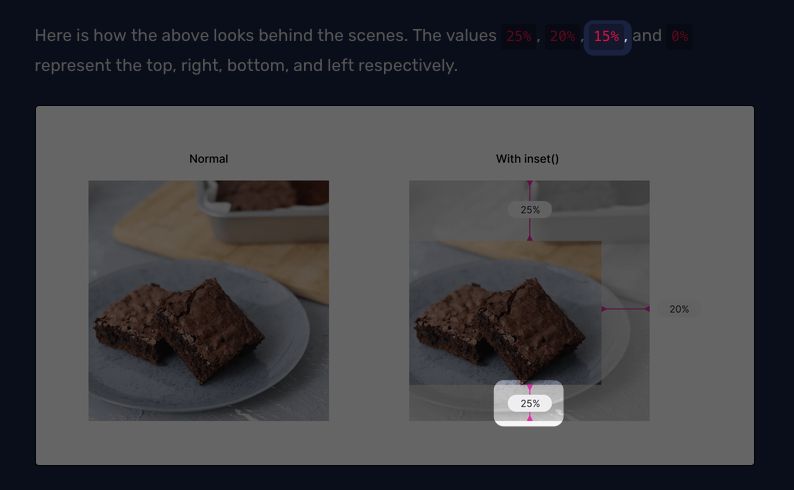 Here is how the above looks behind the scenes. The values 25%, 20%, 15%, and 0%
represent the top, right, bottom, and left respectively.
Normal
With inset()
25%
20%
25%